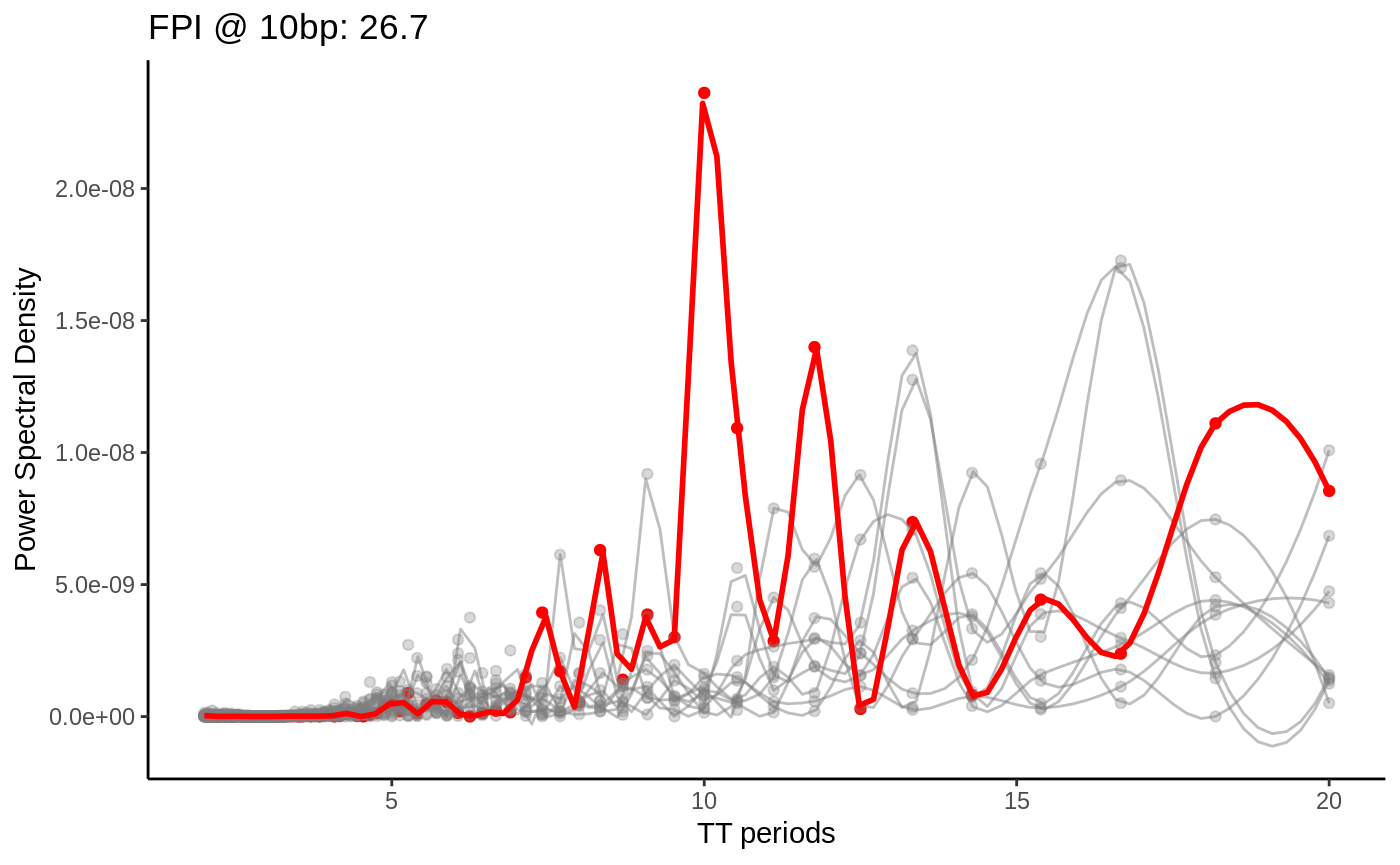 FPI @ 10bp: 26.7
Power Spectral Density
2.0e-08
1.5e-08
1.0e-08
5.0e-09
0.0e+00
5
10
15
20
TT periods